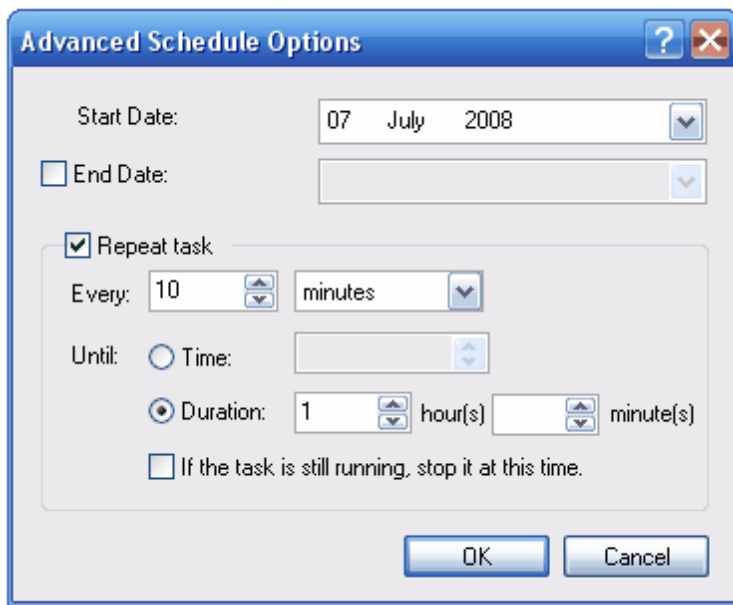 Advanced Schedule Options
Start Date: 07 July 2008
End Date:
Repeat task
Every: 10 minutes
Until: Time:
Duration: 1 hour(s) minute(s)
If the task is still running, stop it at this time.
OK Cancel